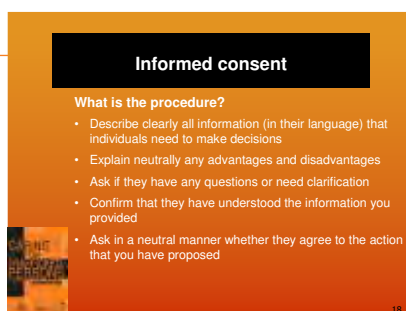 Informed consent
What is the procedure?
• Describe clearly all information (in their language) that
individuals need to make decisions
• Explain neutrally any advantages and disadvantages
• Ask if they have any questions or need clarification
• Confirm that they have understood the information you
provided
• Ask in a neutral manner whether they agree to the action
that you have proposed
18